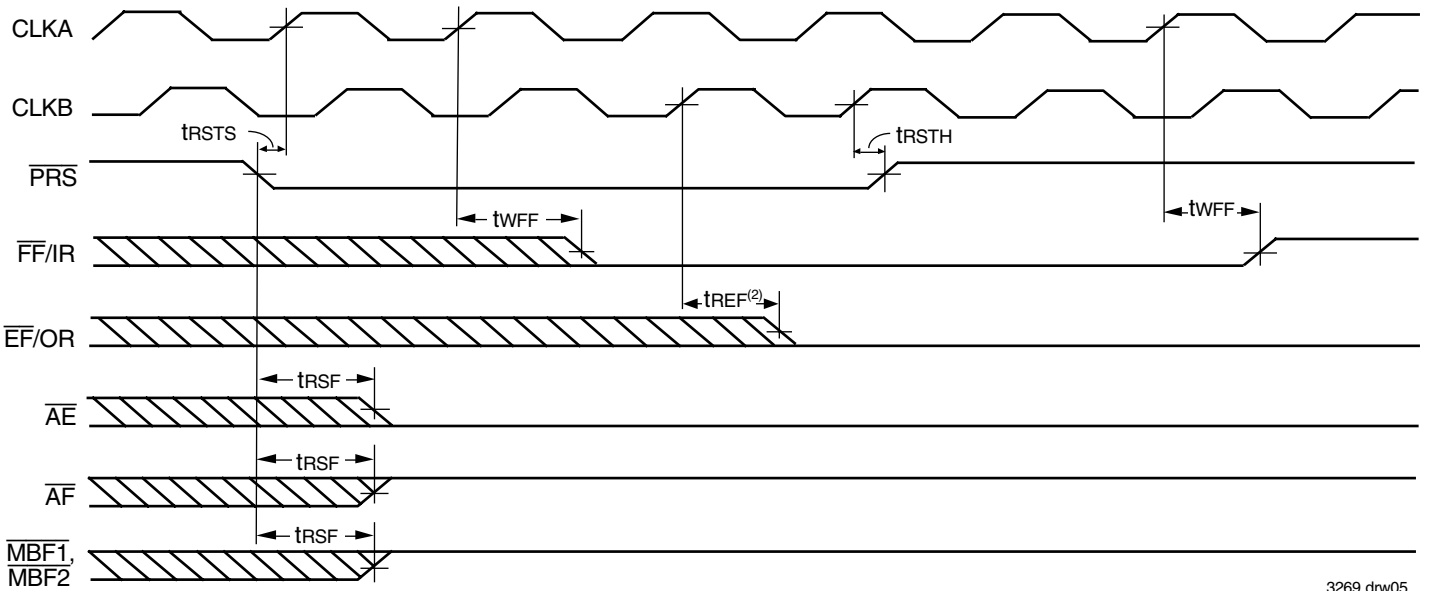 CLKA
CLKB
tRSTS
tRSTH
PRS
tWFF
tWFF
FF/IR
tREF(2)
EF/OR
tRSF
AE
tRSF
AF
tRSF
MBF1,
MBF2
3269 drw05